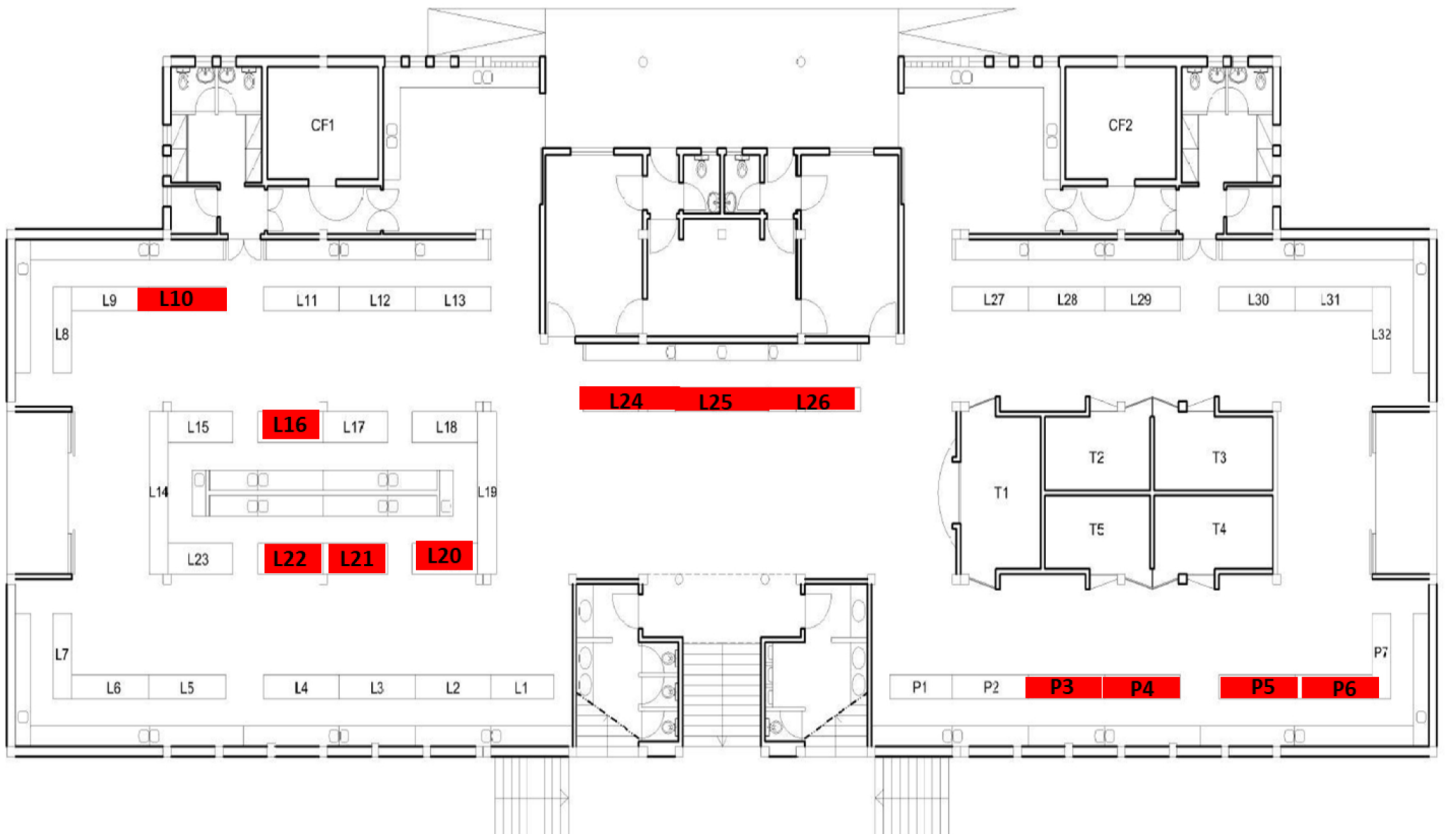 CF1 CF2
L9 L10 L11 L12 L13 L27 L28 L29 L30 L31
L8 L32
L24 L25 L26
L15 L16 L17 L18
T2 T3
L14 L19 T1
T5 T4
L23 L22 L21 L20
L7 P7
L6 L5 L4 L3 L2 L1 P1 P2 P3 P4 P5 P6